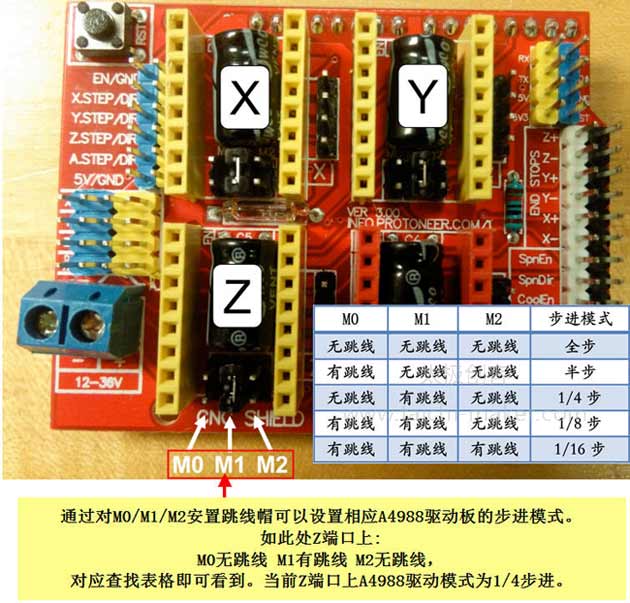 RST
X
Y
EN/GND
X.STEP/DIR
Y.STEP/DIR
Z.STEP/DIR
A.STEP/DIR
5V/GND
RX
TX
5V
3V3
Z+
Z-
Y+
Y-
X+
X-
END STOPS
VER 3.00
C5
Z
SpnEn
SpnDir
CoolEn
12-36V
CNC SHIELD
M0 M1 M2
M0 M1 M2 步进模式
无跳线 无跳线 无跳线 全步
有跳线 无跳线 无跳线 半步
无跳线 有跳线 无跳线 1/4 步
有跳线 有跳线 无跳线 1/8 步
有跳线 有跳线 有跳线 1/16 步
通过对M0/M1/M2安置跳线帽可以设置相应A4988驱动板的步进模式。
如此处Z端口上:
M0无跳线 M1有跳线 M2无跳线，
对应查找表格即可看到。当前Z端口上A4988驱动模式为1/4步进。